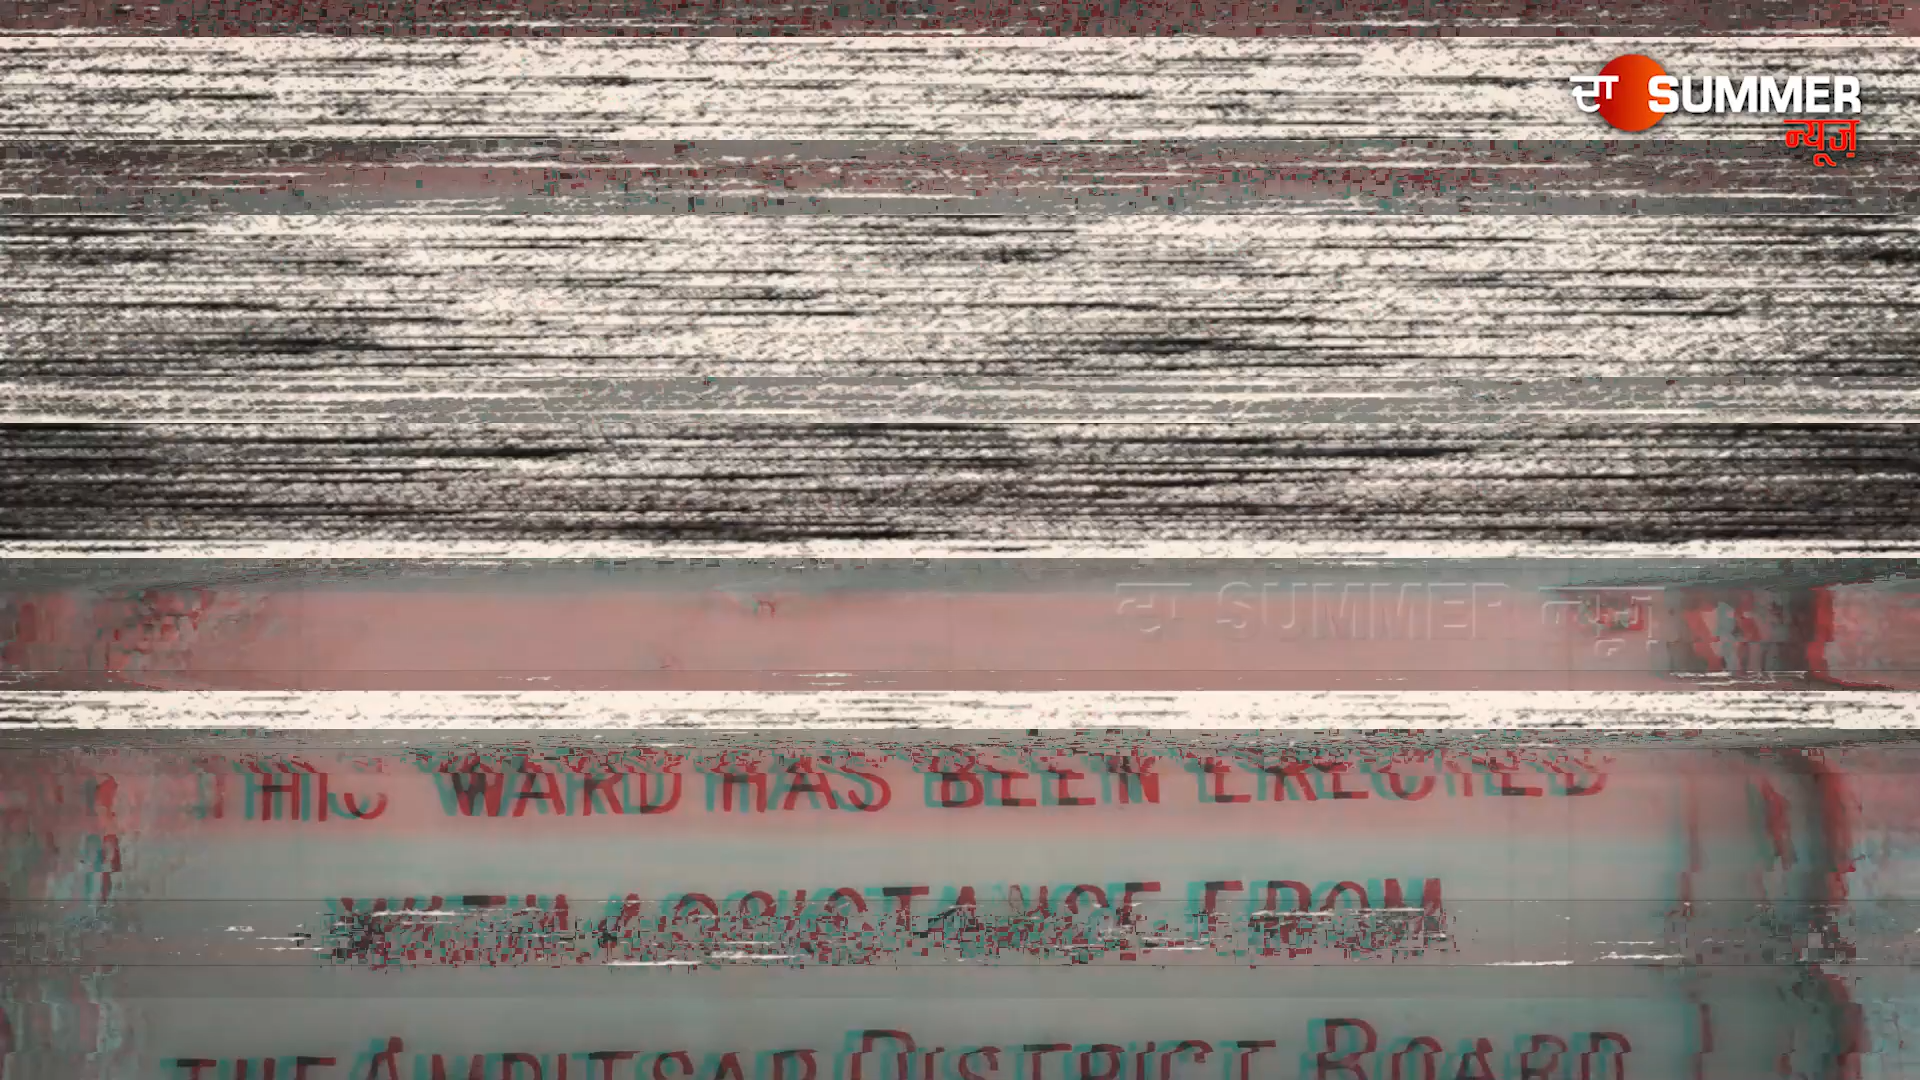 ਦਾ SUMMER
न्यूज़
ਦਾ SUMMER न्यूज़
THIS WARD HAS BEEN ERECTED
WITH ASSISTANCE FROM
THE AMRITSAR DISTRICT BOARD